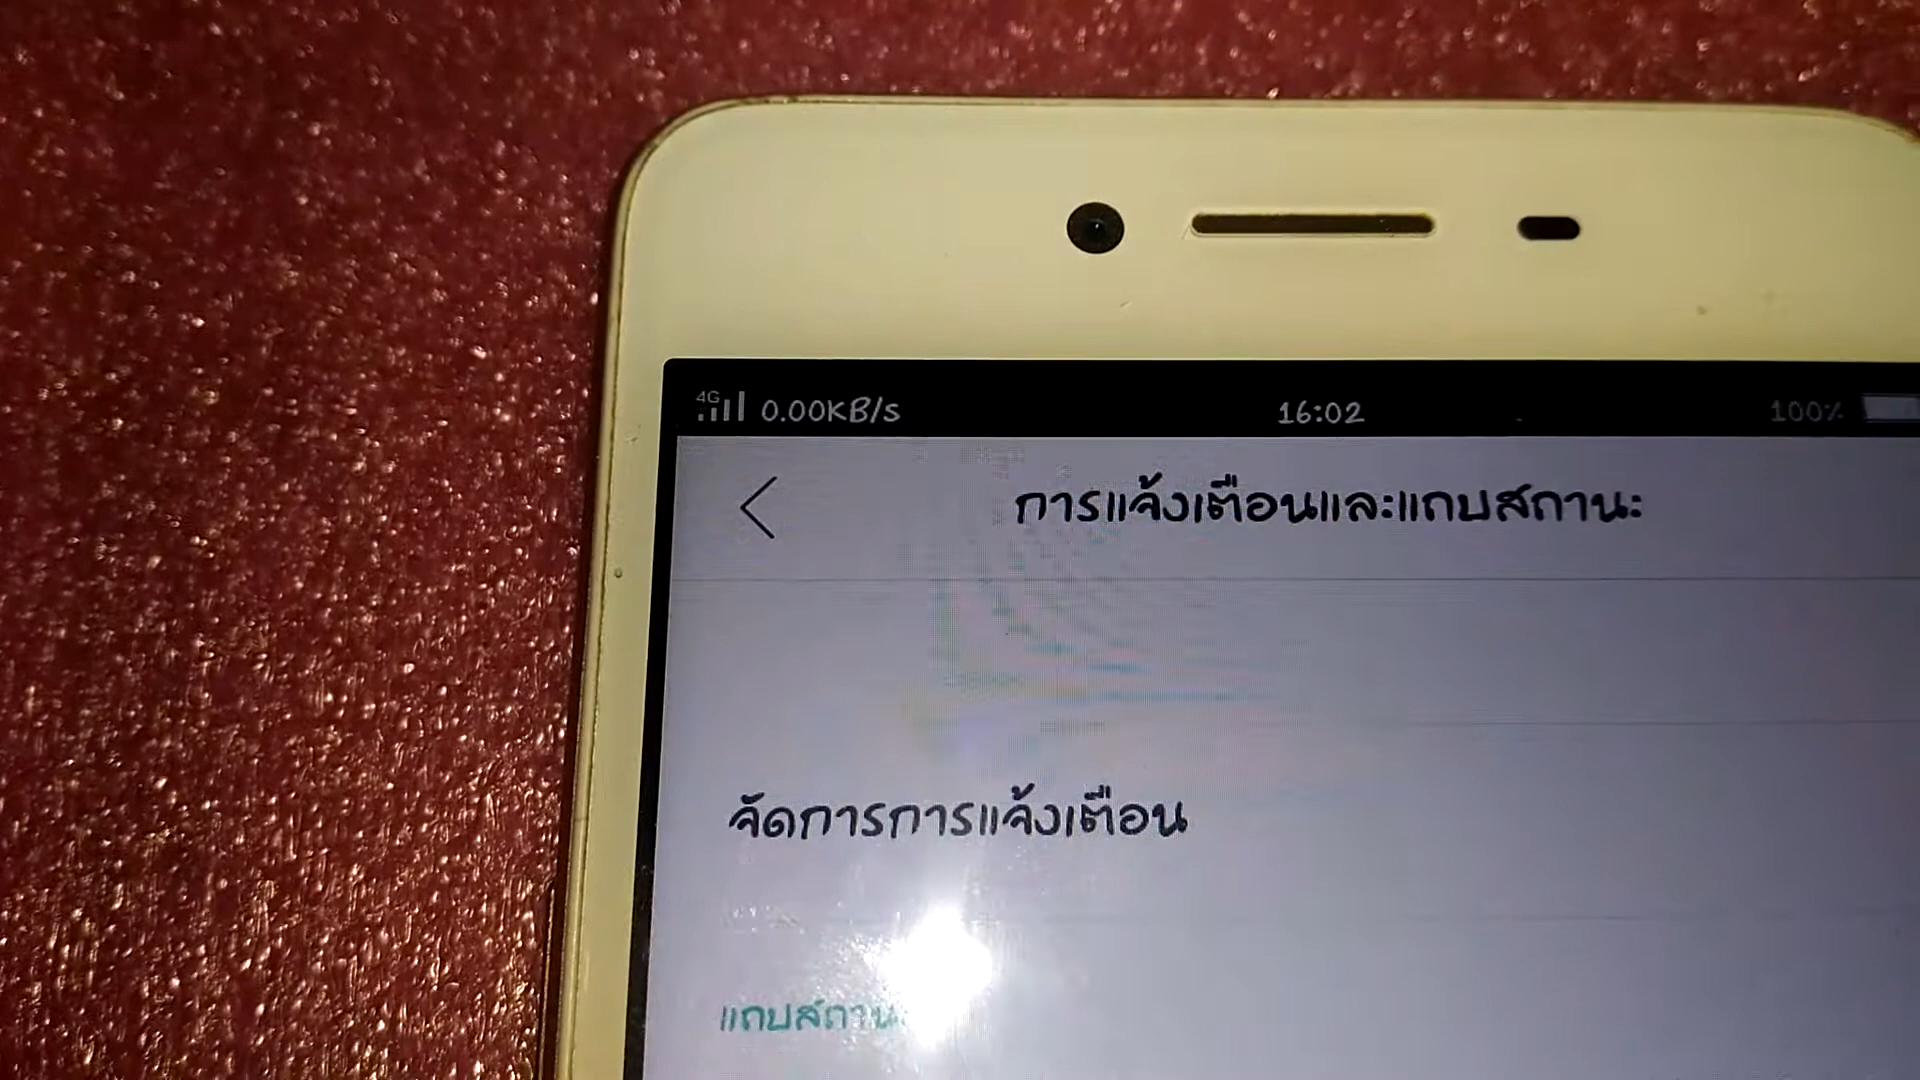 4G 0.00KB/s 16:02 100%
การแจ้งเตือนและแถบสถานะ
จัดการการแจ้งเตือน
แถบสถานะ